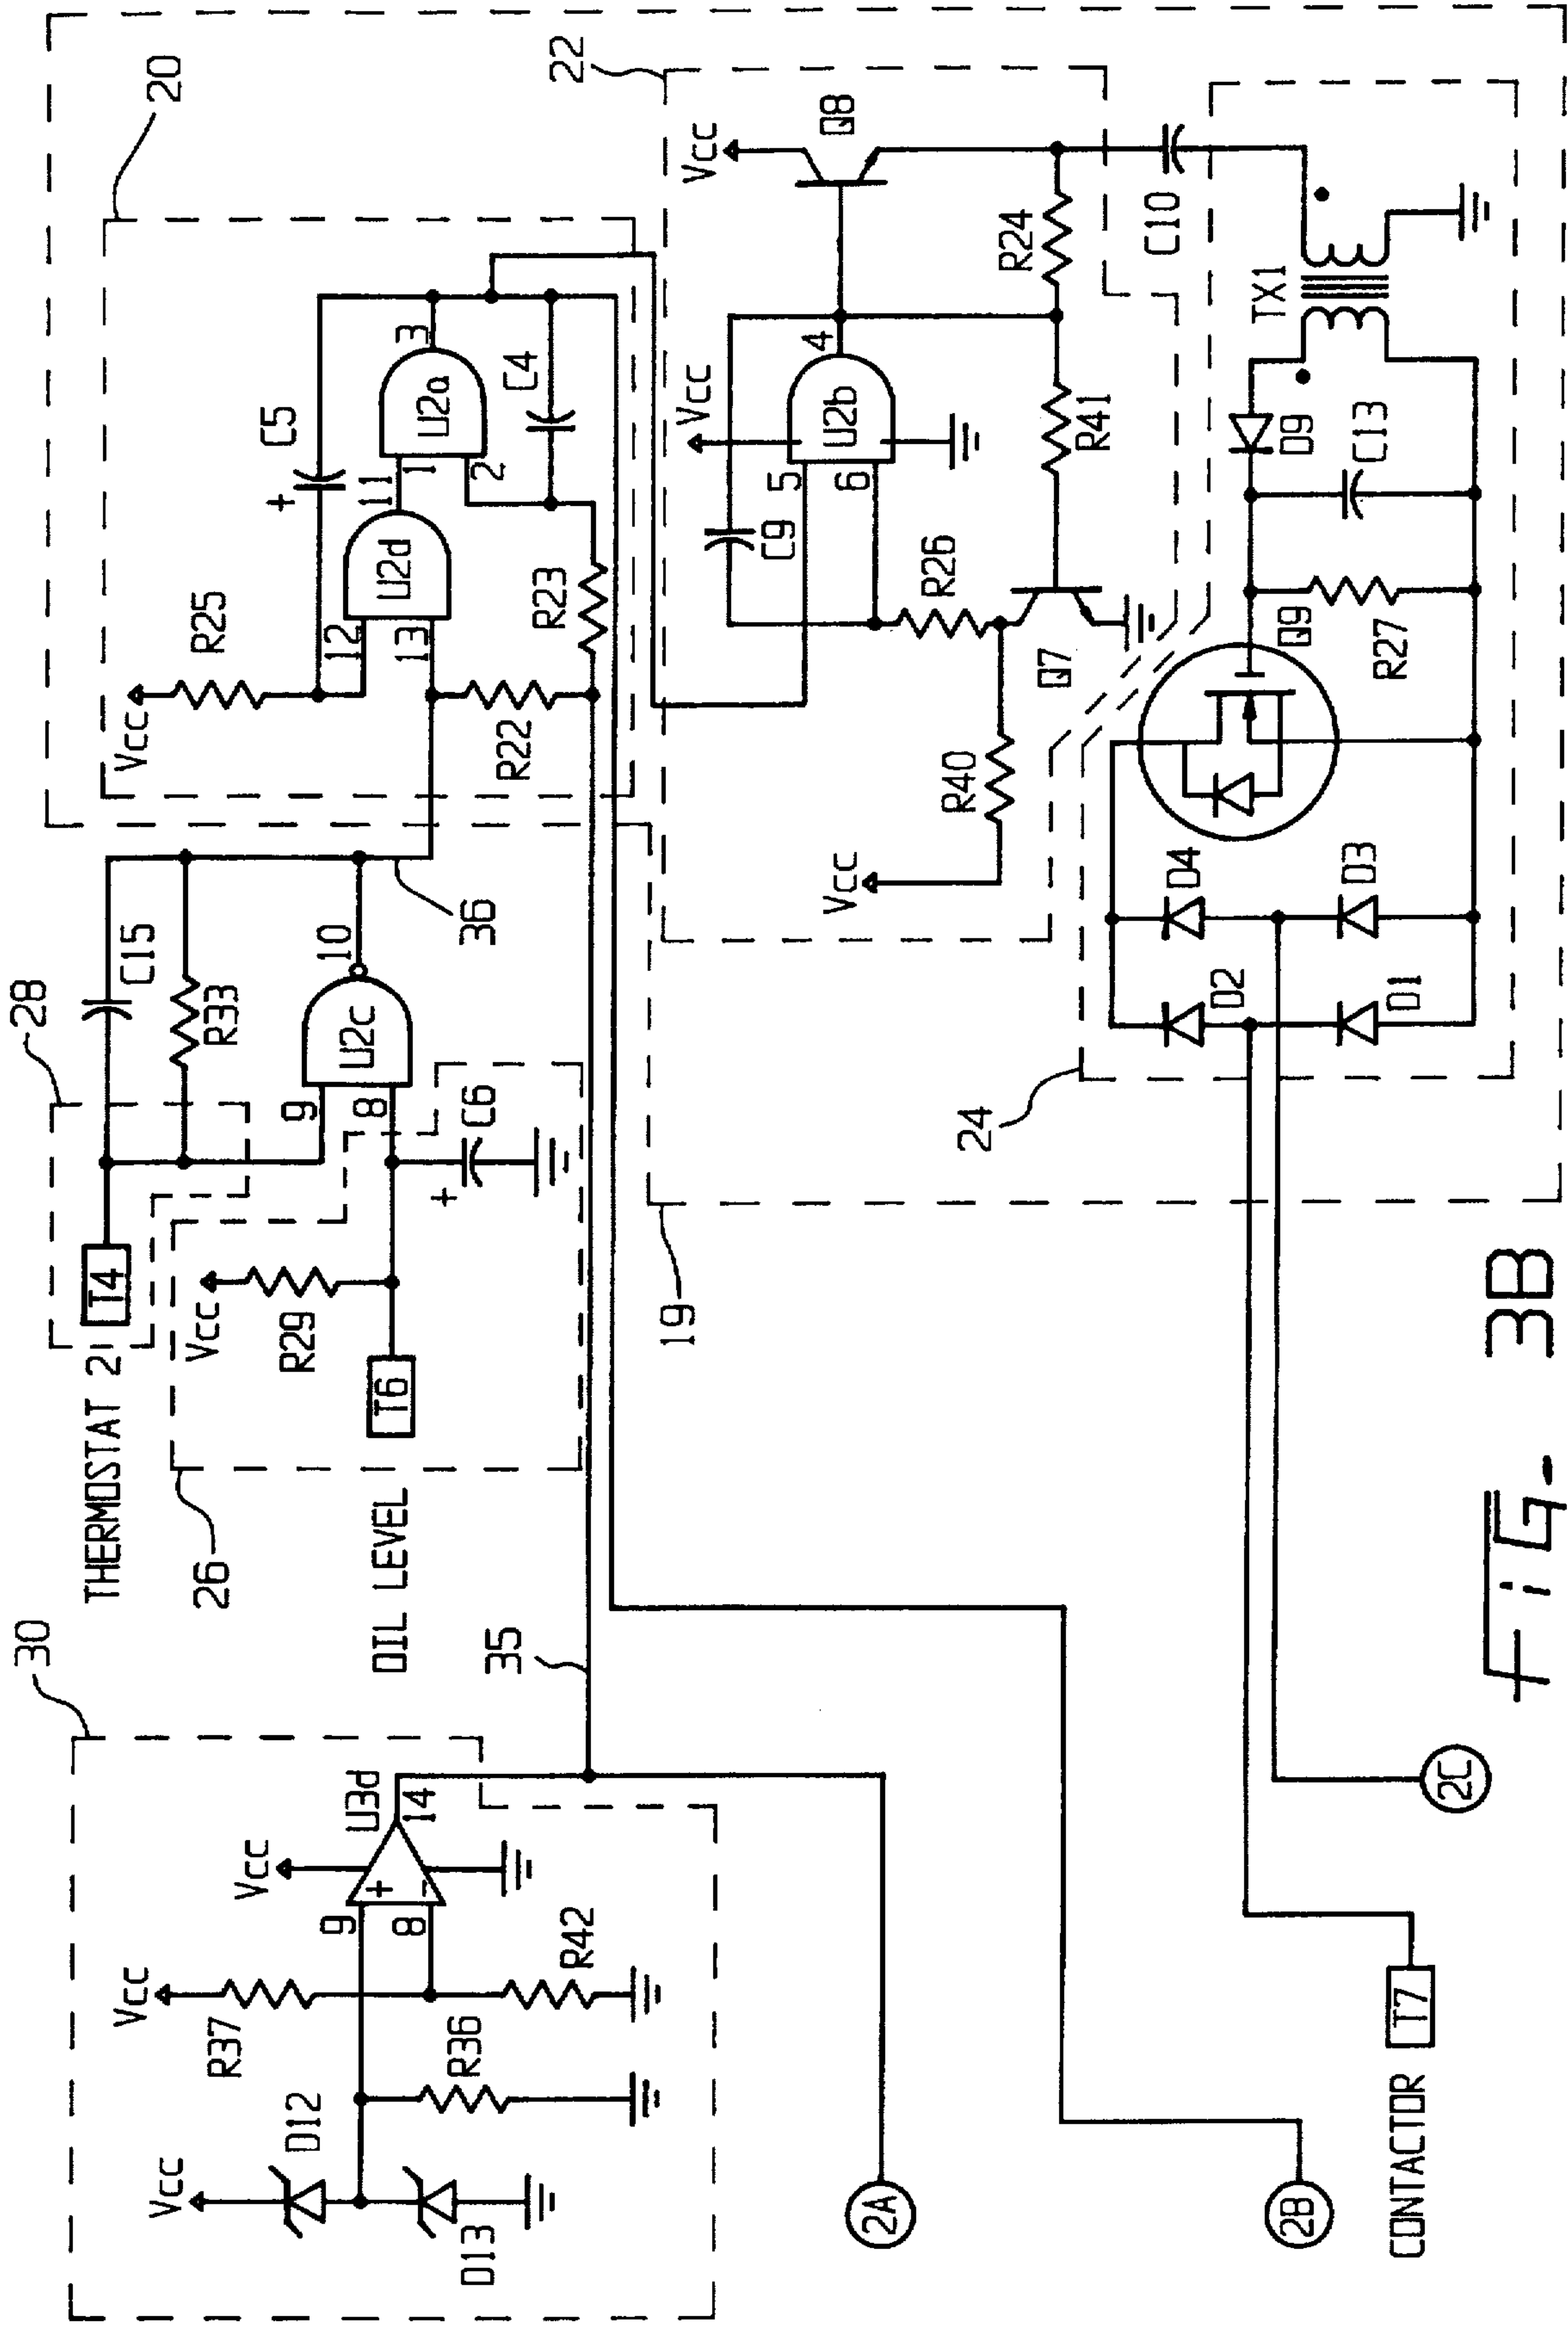 30
Vcc
D12
D13
R36
Vcc
R37
R42
9
8
+
-
Vcc
U3d
14
35
2A
2B
CONTACTOR
T7
2C
THERMOSTAT 2
T4
28
C15
R33
9
8
U2c
10
36
OIL LEVEL
T6
26
Vcc
R29
+
C6
20
Vcc
R25
+
C5
12
13
U2d
11
1
2
U2a
3
C4
R22
R23
19
22
Vcc
R40
C9
R26
5
6
Vcc
U2b
4
Vcc
Q8
Q7
R41
R24
C10
24
D2
D4
D1
D3
Q9
R27
D9
C13
TX1
FiG- 3B